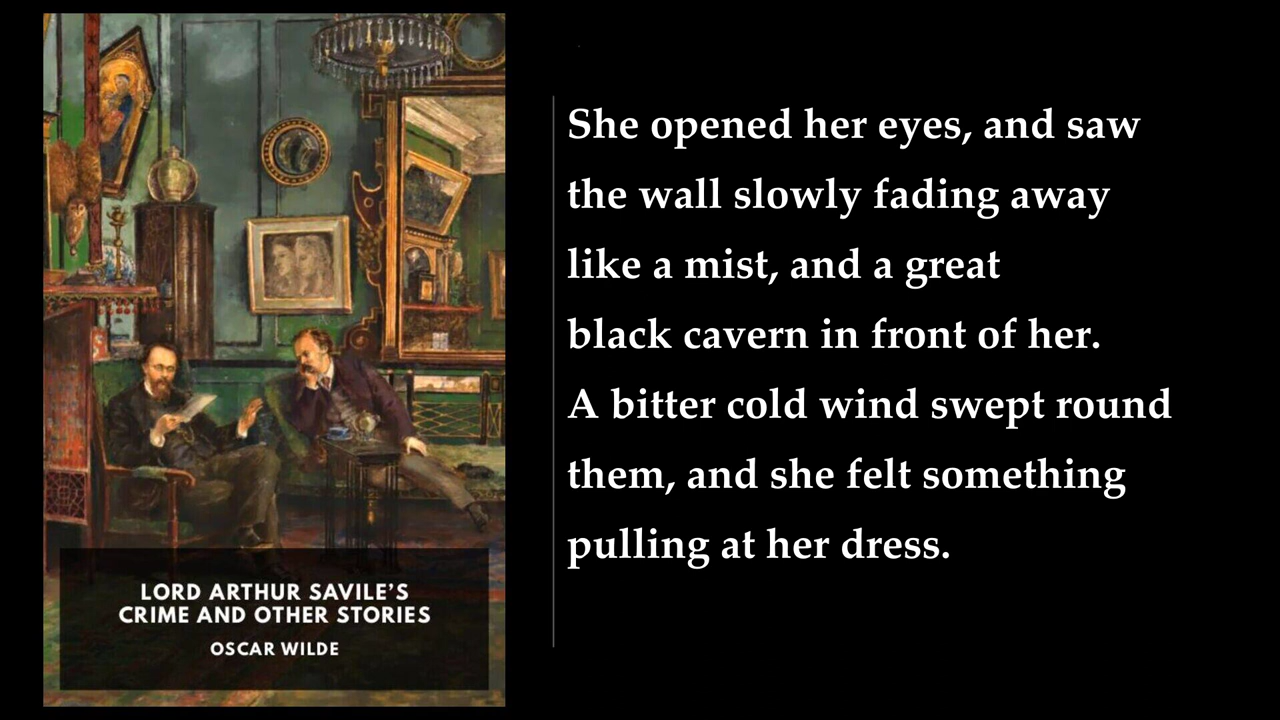 She opened her eyes, and saw
the wall slowly fading away
like a mist, and a great
black cavern in front of her.
A bitter cold wind swept round
them, and she felt something
pulling at her dress.
LORD ARTHUR SAVILE’S
CRIME AND OTHER STORIES
OSCAR WILDE